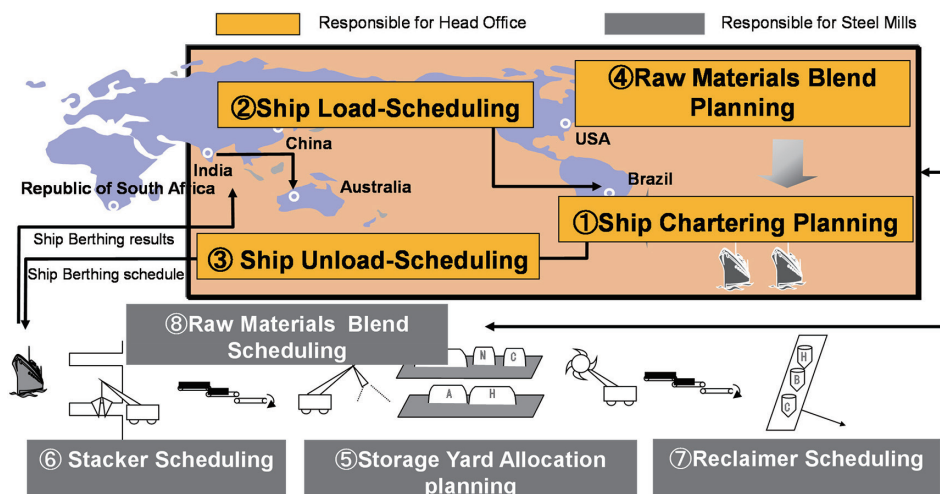 Responsible for Head Office
Responsible for Steel Mills
④Raw Materials Blend
Planning
②Ship Load-Scheduling
USA
China
India
Republic of South Africa
Australia
Brazil
①Ship Chartering Planning
Ship Berthing results
③ Ship Unload-Scheduling
Ship Berthing schedule
⑧Raw Materials Blend
Scheduling
N
C
A
H
H
B
C
⑥ Stacker Scheduling
⑤Storage Yard Allocation
planning
⑦Reclaimer Scheduling